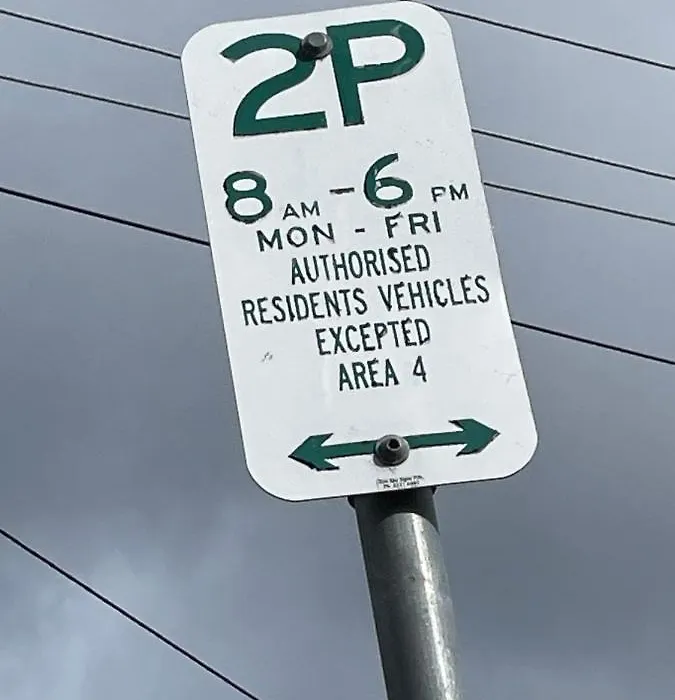 2P
8 AM - 6 PM
MON - FRI
AUTHORISED
RESIDENTS VEHICLES
EXCEPTED
AREA 4